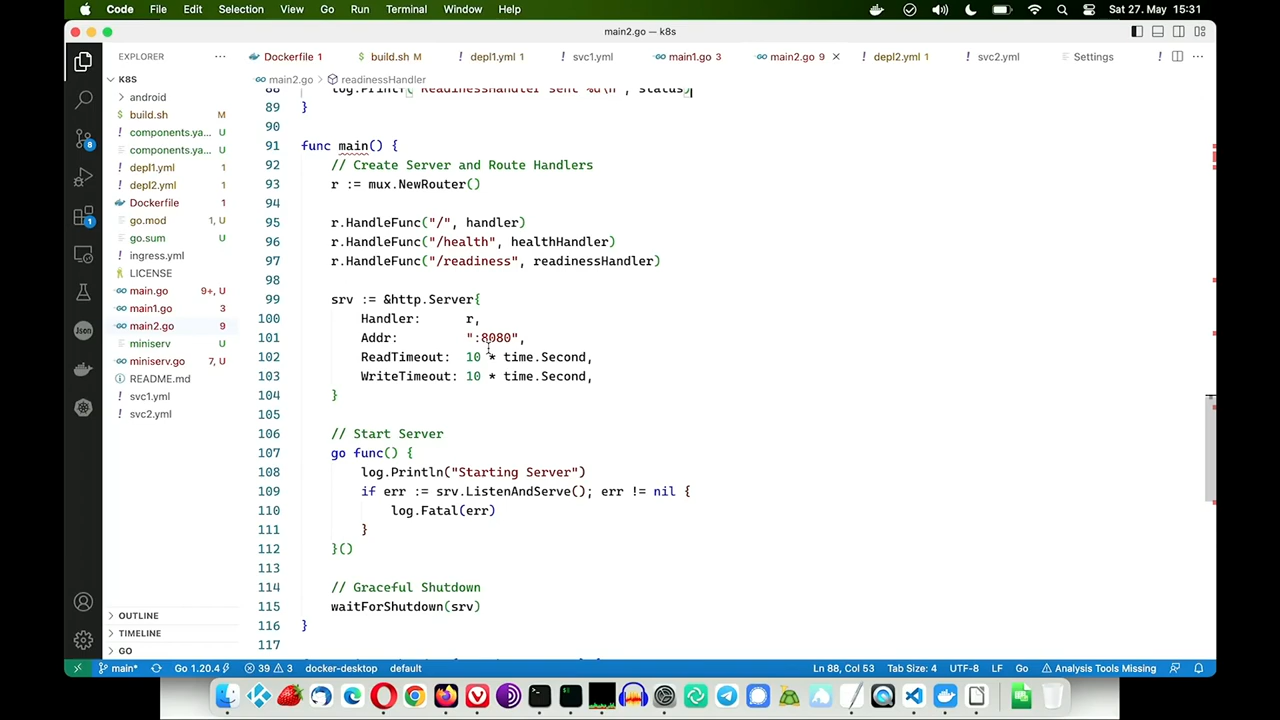 Code File Edit Selection View Go Run Terminal Window Help Sat 27. May 15:31
main2.go — k8s
EXPLORER ...
Dockerfile 1 build.sh M ! depl1.yml 1 ! svc1.yml main1.go 3 main2.go 9 × ! depl2.yml 1 ! svc2.yml Settings ! ...
main2.go > readinessHandler
K8S
android
build.sh M
! components.ya... U
components.ya... U
! depl1.yml 1
! depl2.yml 1
Dockerfile 1
go.mod 1, U
go.sum U
! ingress.yml
LICENSE
main.go 9+, U
main1.go 3
main2.go 9
miniserv U
miniserv.go 7, U
README.md
! svc1.yml
! svc2.yml
OUTLINE
TIMELINE
GO
8
1
Json
88 log.Printf("ReadinessHandler sent %d\n", status)
89 }
90
91 func main() {
92 // Create Server and Route Handlers
93 r := mux.NewRouter()
94
95 r.HandleFunc("/", handler)
96 r.HandleFunc("/health", healthHandler)
97 r.HandleFunc("/readiness", readinessHandler)
98
99 srv := &http.Server{
100 Handler: r,
101 Addr: ":8080",
102 ReadTimeout: 10 * time.Second,
103 WriteTimeout: 10 * time.Second,
104 }
105
106 // Start Server
107 go func() {
108 log.Println("Starting Server")
109 if err := srv.ListenAndServe(); err != nil {
110 log.Fatal(err)
111 }
112 }()
113
114 // Graceful Shutdown
115 waitForShutdown(srv)
116 }
117
main* Go 1.20.4 39 3 docker-desktop default Ln 88, Col 53 Tab Size: 4 UTF-8 LF Go Analysis Tools Missing